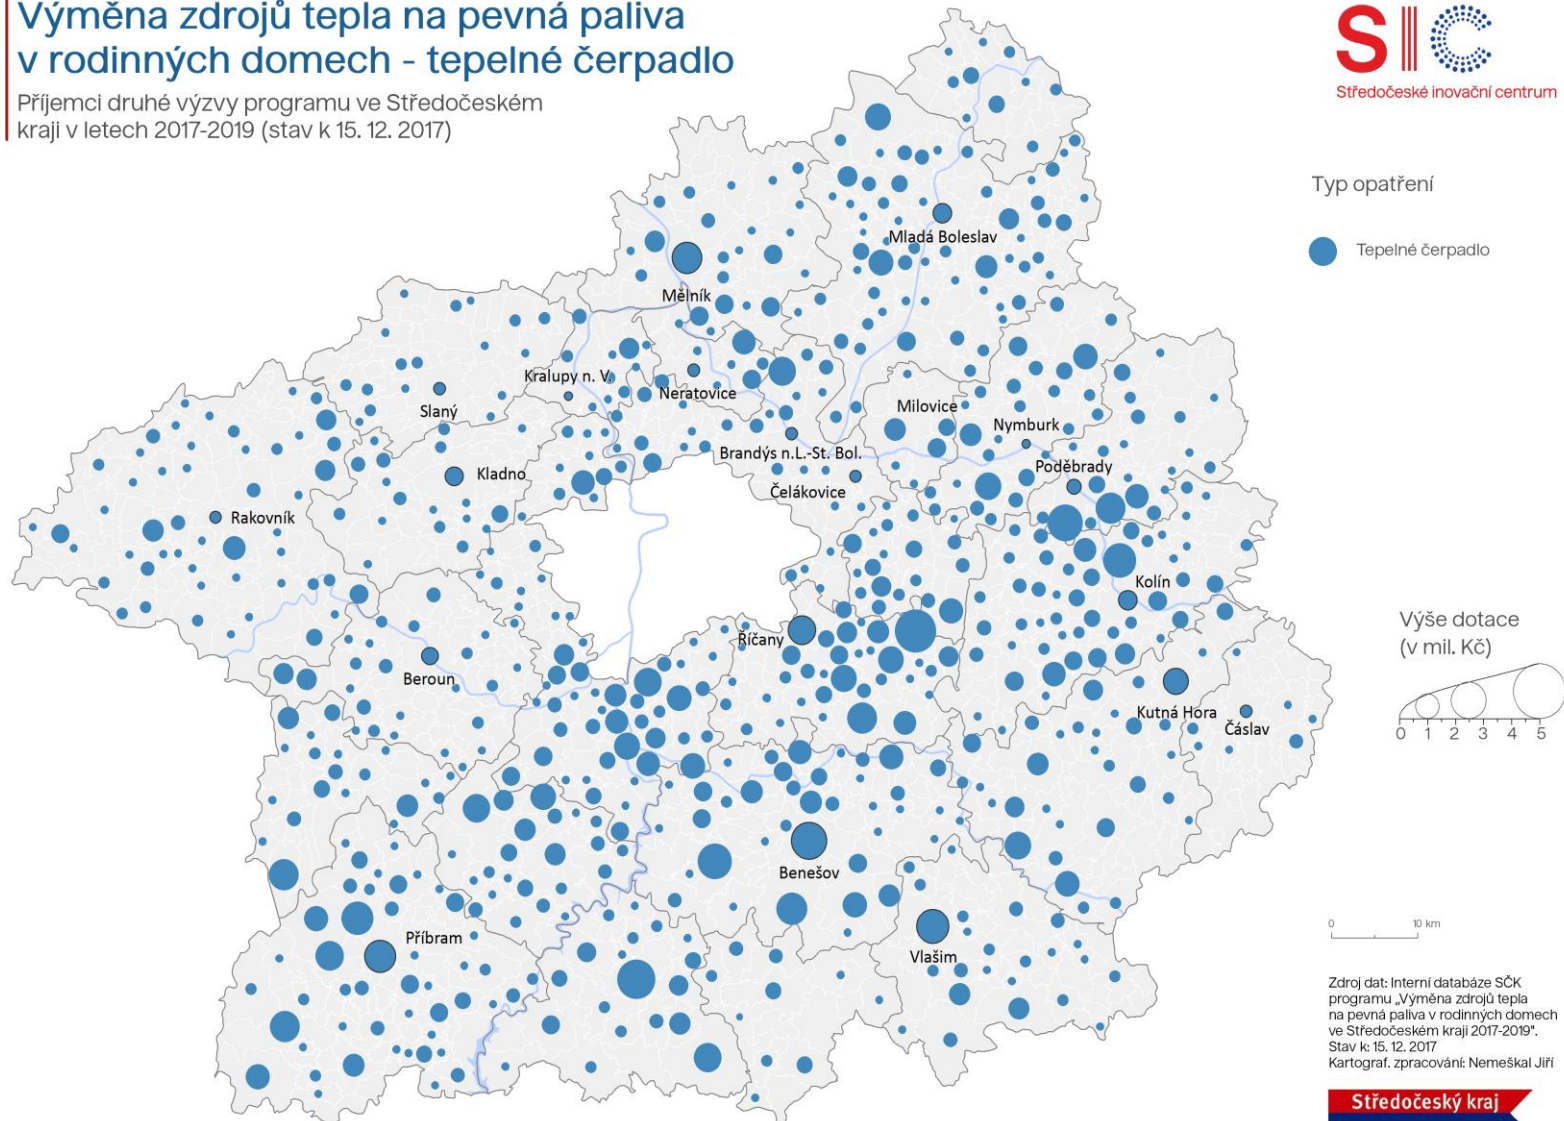 Výměna zdrojů tepla na pevná paliva
v rodinných domech - tepelné čerpadlo
Příjemci druhé výzvy programu ve Středočeském
kraji v letech 2017-2019 (stav k 15. 12. 2017)
SIC
Středočeské inovační centrum
Typ opatření
Tepelné čerpadlo
Mladá Boleslav
Mělník
Kralupy n. V.
Neratovice
Slaný
Milovice
Nymburk
Brandýs n.L.-St. Bol.
Poděbrady
Kladno
Čelákovice
Rakovník
Kolín
Říčany
Beroun
Kutná Hora
Čáslav
Benešov
Příbram
Vlašim
Výše dotace
(v mil. Kč)
0 1 2 3 4 5
0 10 km
Zdroj dat: Interní databáze SČK
programu „Výměna zdrojů tepla
na pevná paliva v rodinných domech
ve Středočeském kraji 2017-2019".
Stav k: 15. 12. 2017
Kartograf. zpracování: Nemeškal Jiří
Středočeský kraj